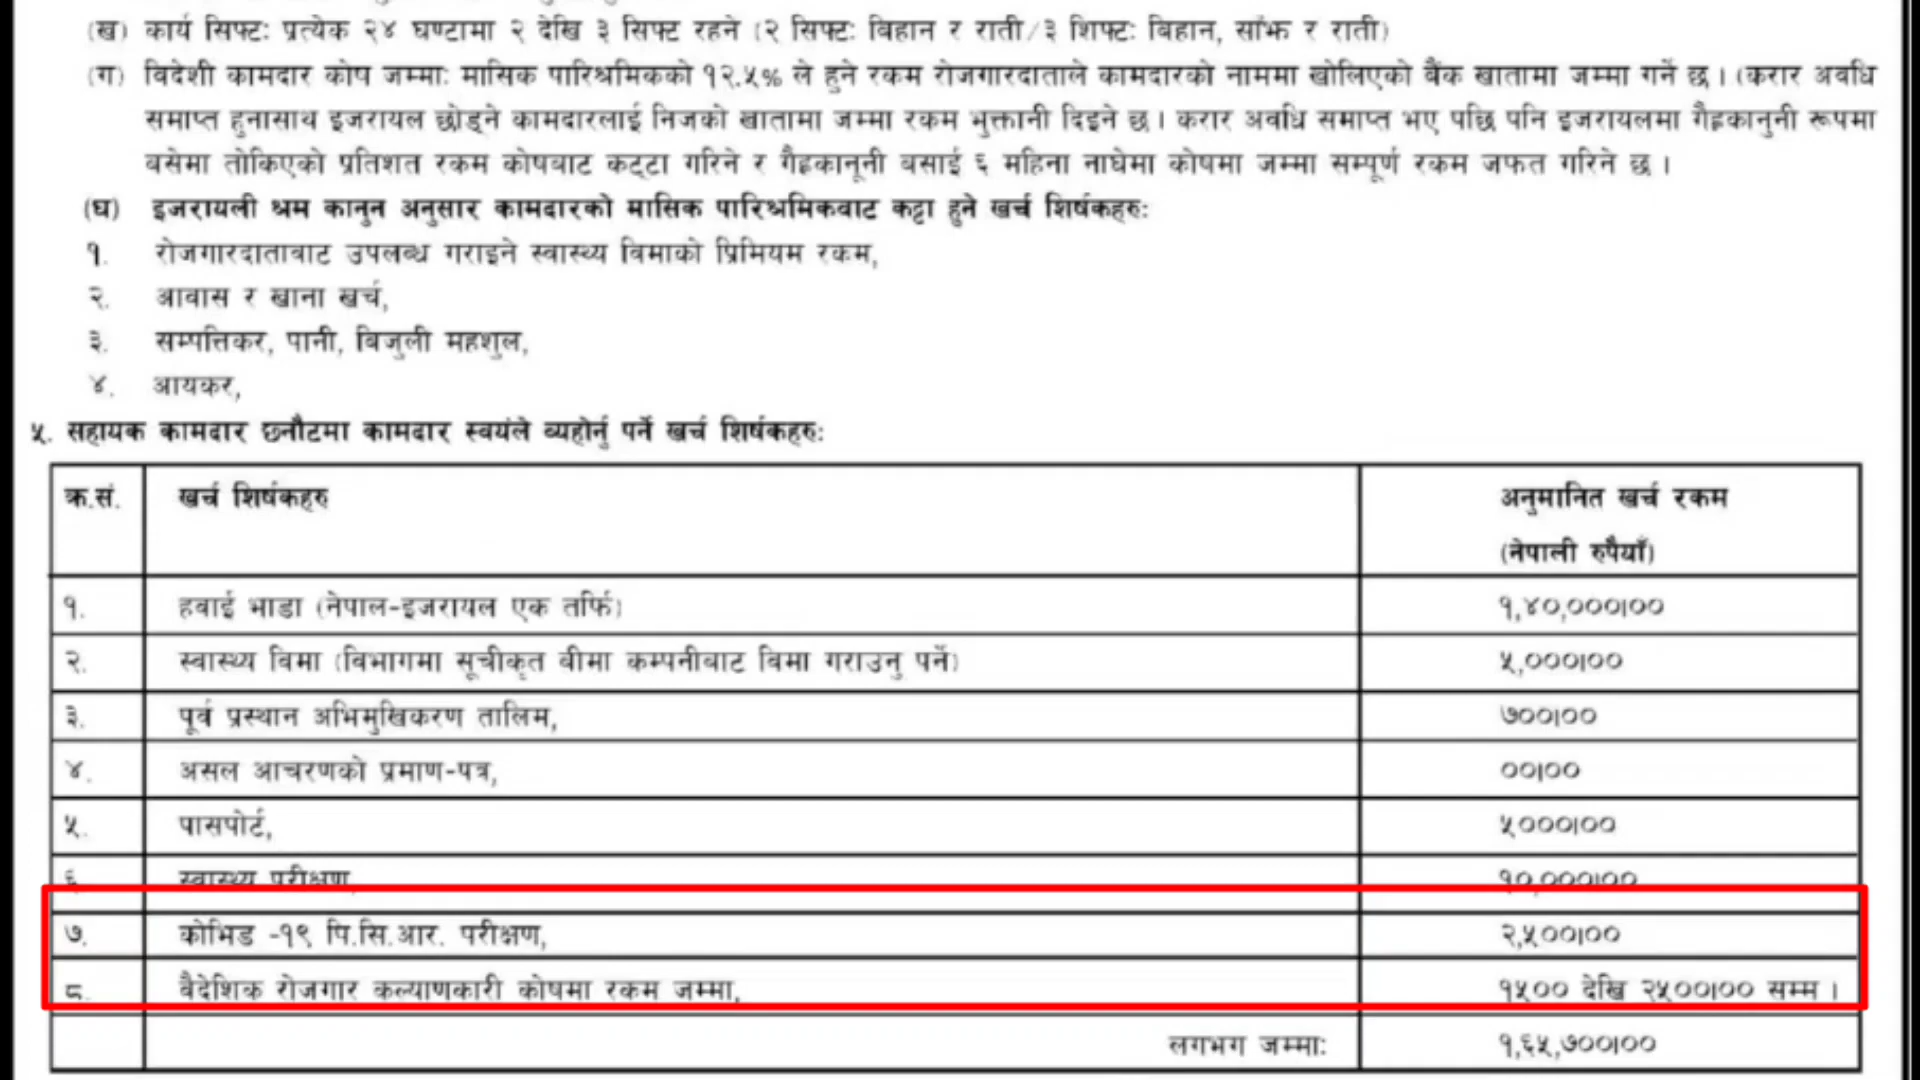 (ख) कार्य सिफ्ट: प्रत्येक २४ घण्टामा २ देखि ३ सिफ्ट रहने (२ सिफ्ट: बिहान र राती/३ शिफ्ट: बिहान, सांझ र राती)
(ग) विदेशी कामदार कोष जम्मा: मासिक पारिश्रमिकको १२.५% ले हुने रकम रोजगारदाताले कामदारको नाममा खोलिएको बैंक खातामा जम्मा गर्ने छ । (करार अवधि
समाप्त हुनासाथ इजरायल छोड्ने कामदारलाई निजको खातामा जम्मा रकम भुक्तानी दिइने छ । करार अवधि समाप्त भए पछि पनि इजरायलमा गैह्रकानुनी रूपमा
बसेमा तोकिएको प्रतिशत रकम कोषबाट कट्टा गरिने र गैह्रकानूनी बसाई ६ महिना नाघेमा कोषमा जम्मा सम्पूर्ण रकम जफत गरिने छ ।
(घ) इजरायली श्रम कानुन अनुसार कामदारको मासिक पारिश्रमिकबाट कट्टा हुने खर्च शिर्षकहरु:
१. रोजगारदाताबाट उपलब्ध गराइने स्वास्थ्य विमाको प्रिमियम रकम,
२. आवास र खाना खर्च,
३. सम्पत्तिकर, पानी, बिजुली महशुल,
४. आयकर,
५. सहायक कामदार छनौटमा कामदार स्वयंले व्यहोर्नु पर्ने खर्च शिर्षकहरु:
क्र.सं. खर्च शिर्षकहरु अनुमानित खर्च रकम
(नेपाली रुपैयाँ)
१. हवाई भाडा (नेपाल-इजरायल एक तर्फि) १,४०,०००|००
२. स्वास्थ्य विमा (विभागमा सूचीकृत बीमा कम्पनीबाट विमा गराउनु पर्ने) ५,०००|००
३. पूर्व प्रस्थान अभिमुखिकरण तालिम, ७००|००
४. असल आचरणको प्रमाण-पत्र, ००|००
५. पासपोर्ट, ५०००|००
६. स्वास्थ्य परीक्षण, १०,०००|००
७. कोभिड -१९ पि.सि.आर. परीक्षण, २,५००|००
८. वैदेशिक रोजगार कल्याणकारी कोषमा रकम जम्मा, १५०० देखि २५००|०० सम्म ।
लगभग जम्मा: १,६५,७००|००